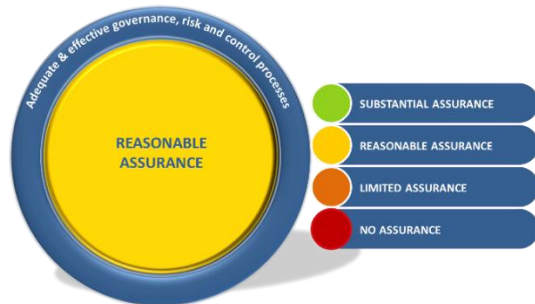 Adequate & effective governance, risk and control processes
REASONABLE
ASSURANCE
SUBSTANTIAL ASSURANCE
REASONABLE ASSURANCE
LIMITED ASSURANCE
NO ASSURANCE